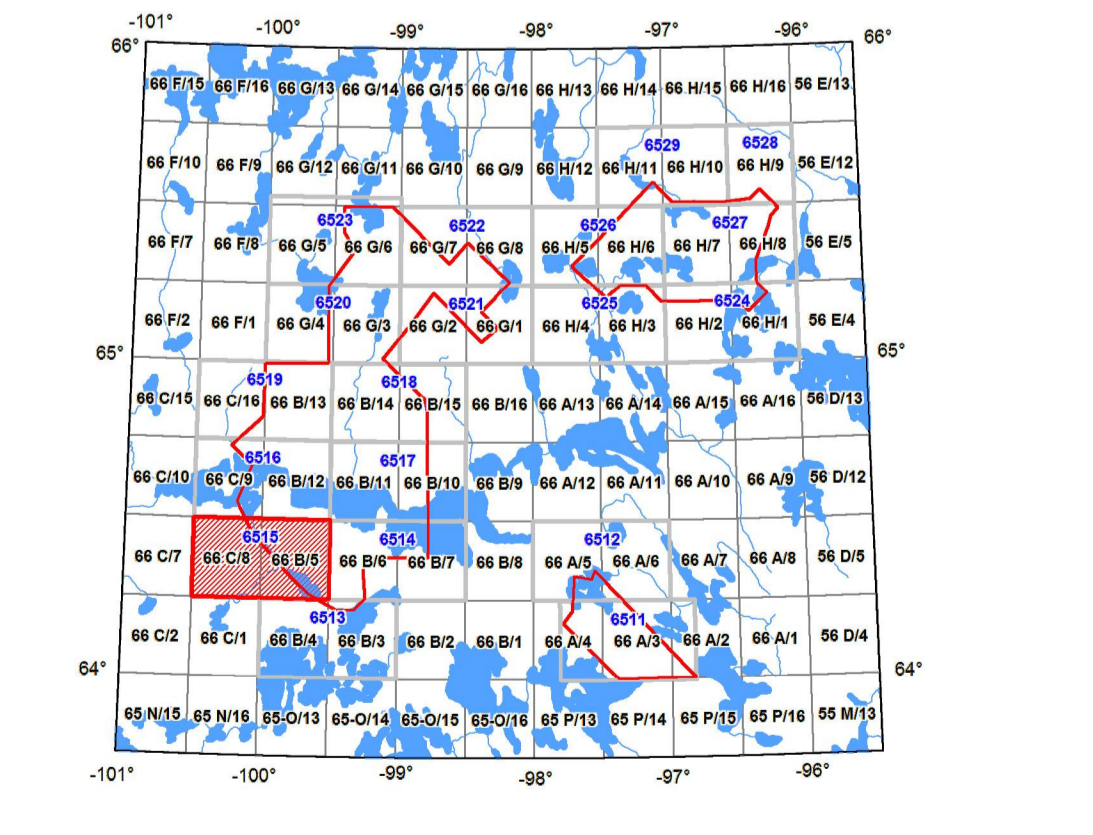 -101° -100° -99° -98° -97° -96°
66° 66°
66 F/15 66 F/16 66 G/13 66 G/14 66 G/15 66 G/16 66 H/13 66 H/14 66 H/15 66 H/16 56 E/13
6529 6528
66 F/10 66 F/9 66 G/12 66 G/11 66 G/10 66 G/9 66 H/12 66 H/11 66 H/10 66 H/9 56 E/12
6523 6522 6526 6527
66 F/7 66 F/8 66 G/5 66 G/6 66 G/7 66 G/8 66 H/5 66 H/6 66 H/7 66 H/8 56 E/5
6520 6521 6525 6524
66 F/2 66 F/1 66 G/4 66 G/3 66 G/2 66 G/1 66 H/4 66 H/3 66 H/2 66 H/1 56 E/4
65° 65°
6519 6518
66 C/15 66 C/16 66 B/13 66 B/14 66 B/15 66 B/16 66 A/13 66 A/14 66 A/15 66 A/16 56 D/13
6516 6517
66 C/10 66 C/9 66 B/12 66 B/11 66 B/10 66 B/9 66 A/12 66 A/11 66 A/10 66 A/9 56 D/12
6515 6514 6512
66 C/7 66 C/8 66 B/5 66 B/6 66 B/7 66 B/8 66 A/5 66 A/6 66 A/7 66 A/8 56 D/5
6513 6511
66 C/2 66 C/1 66 B/4 66 B/3 66 B/2 66 B/1 66 A/4 66 A/3 66 A/2 66 A/1 56 D/4
64° 64°
65 N/15 65 N/16 65-O/13 65-O/14 65-O/15 65-O/16 65 P/13 65 P/14 65 P/15 65 P/16 55 M/13
-101° -100° -99° -98° -97° -96°